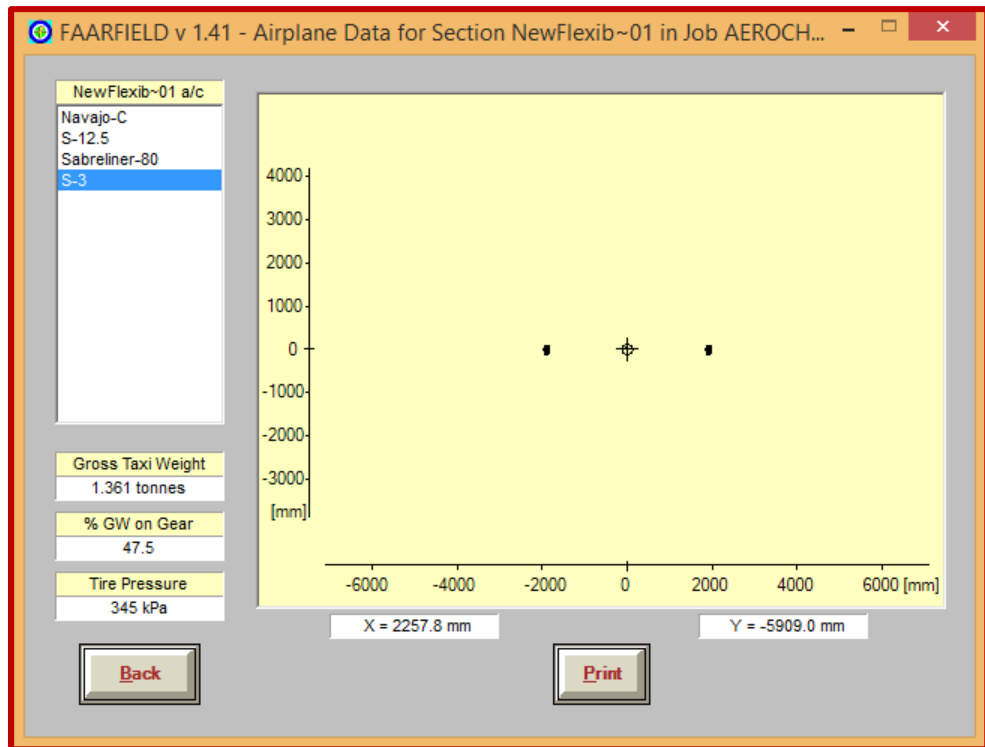 FAARFIELD v 1.41 - Airplane Data for Section NewFlexib~01 in Job AEROCH...
NewFlexib~01 a/c
Navajo-C
S-12.5
Sabreliner-80
S-3
Gross Taxi Weight
1.361 tonnes
% GW on Gear
47.5
Tire Pressure
345 kPa
4000
3000
2000
1000
0
-1000
-2000
-3000
[mm]
-6000 -4000 -2000 0 2000 4000 6000 [mm]
X = 2257.8 mm Y = -5909.0 mm
Back Print